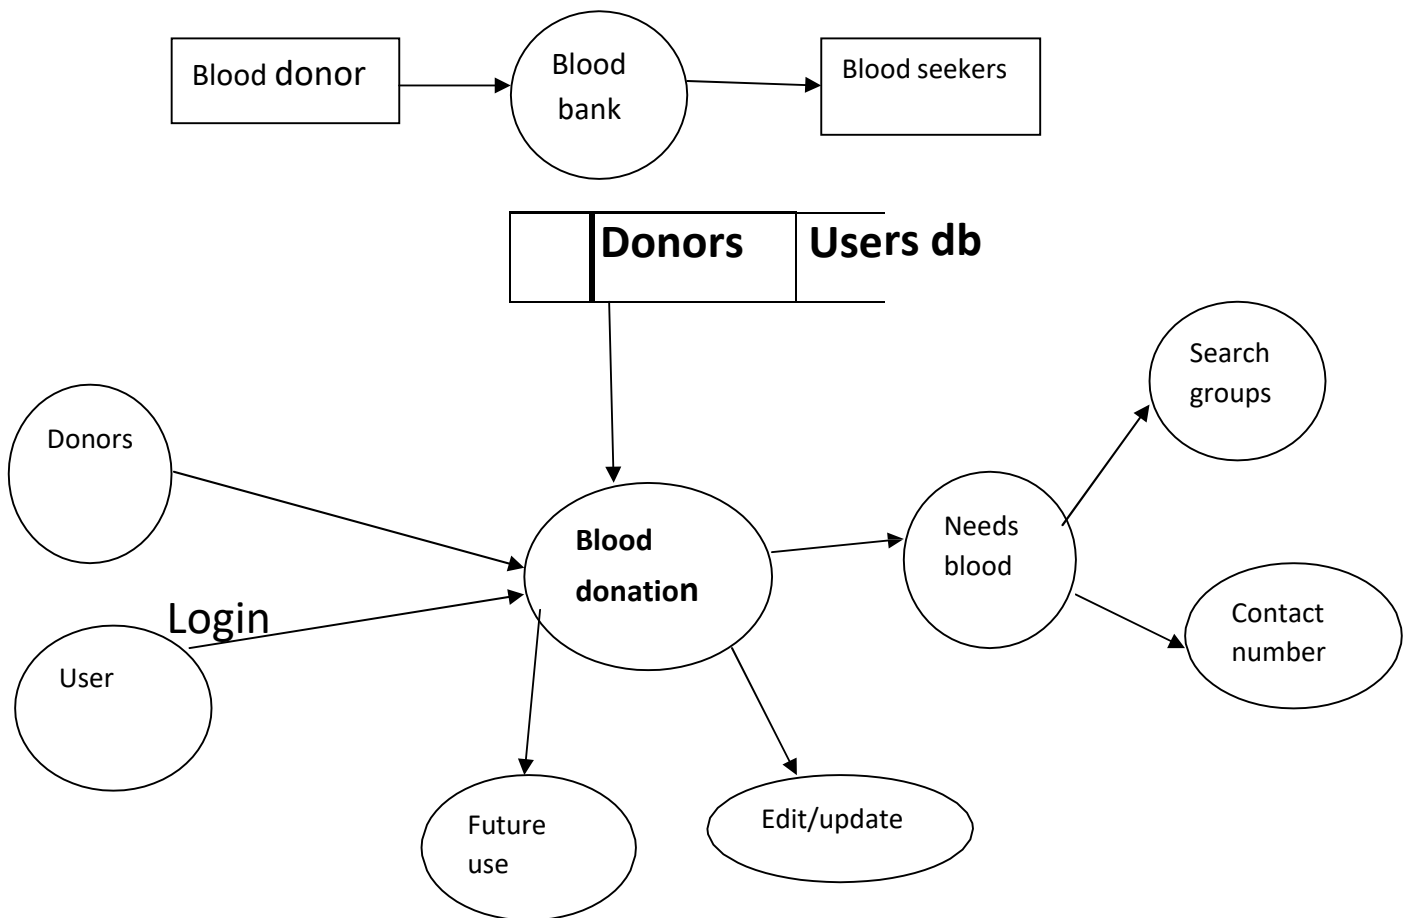 Blood donor
Blood
bank
Blood seekers
Donors
Users db
Search
groups
Donors
Blood
donation
Needs
blood
Login
User
Contact
number
Future
use
Edit/update